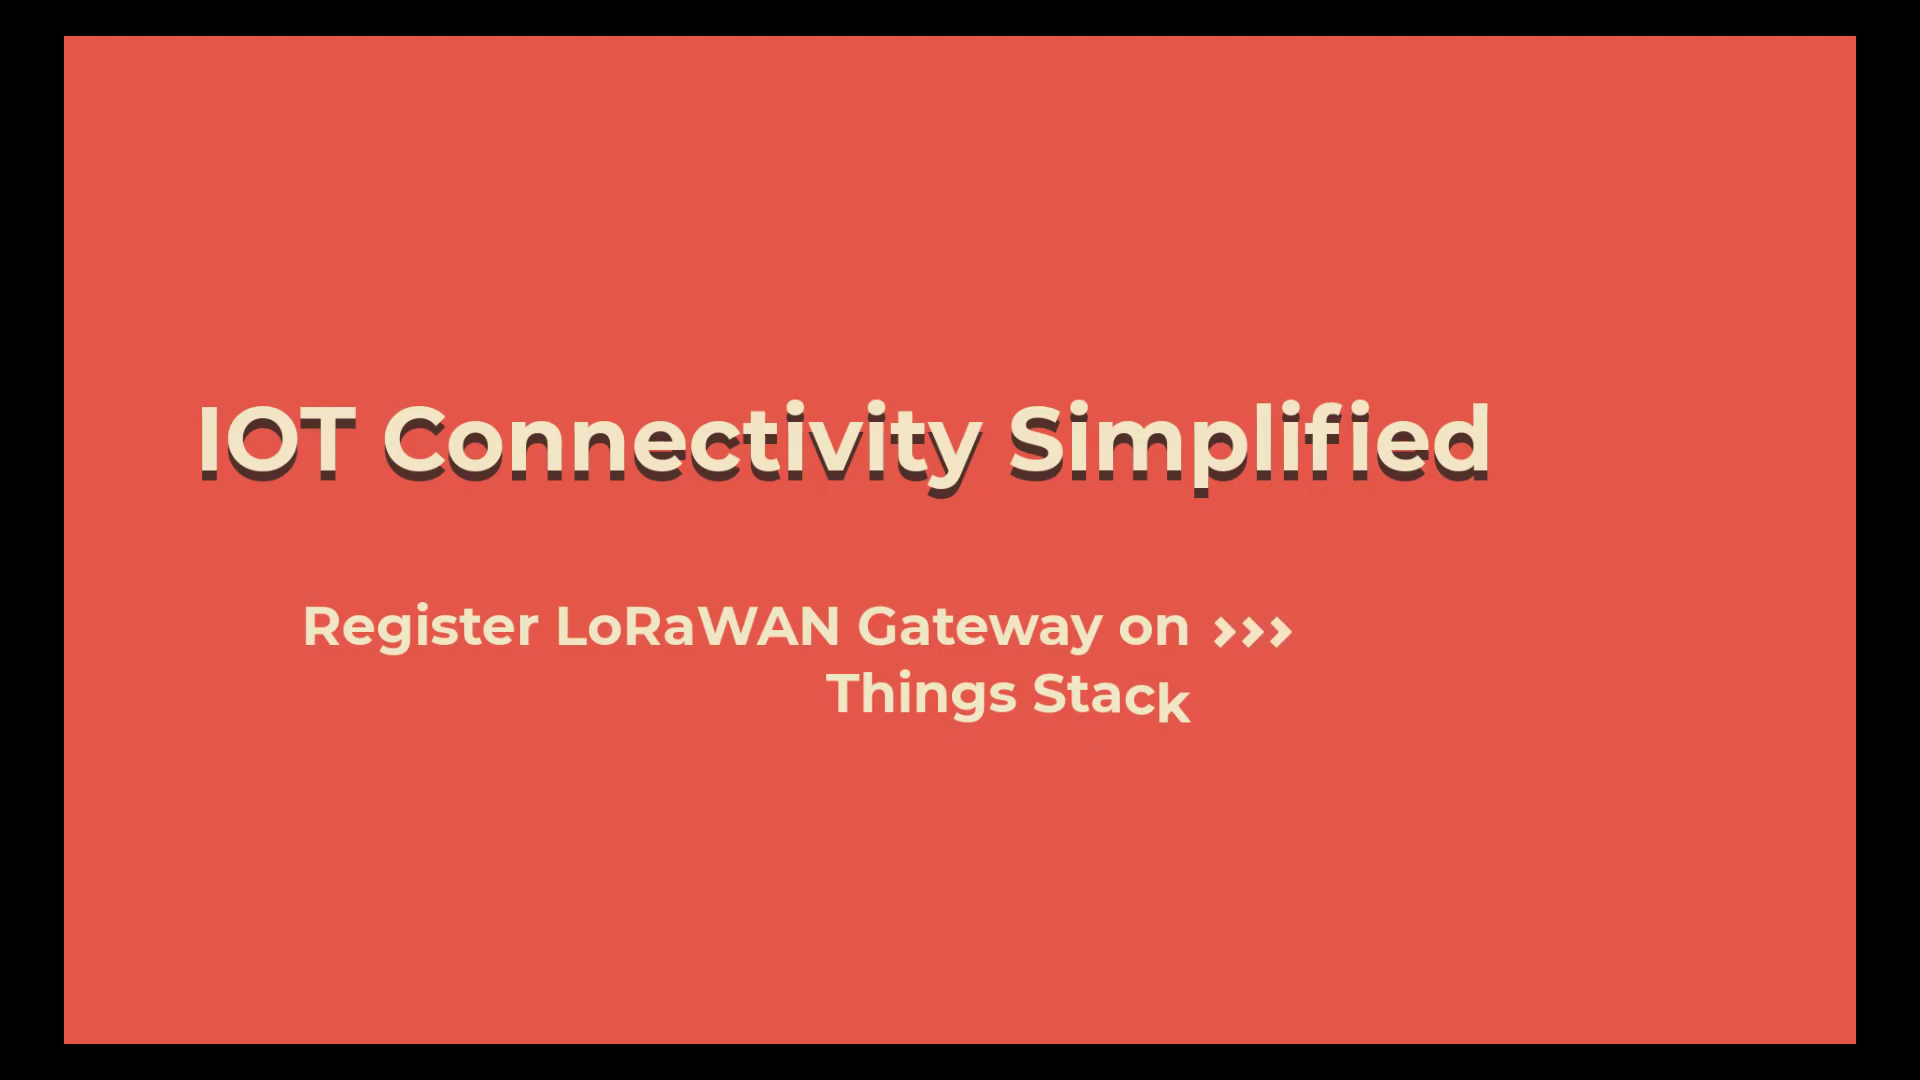 IOT Connectivity Simplified
Register LoRaWAN Gateway on >>>
Things Stack